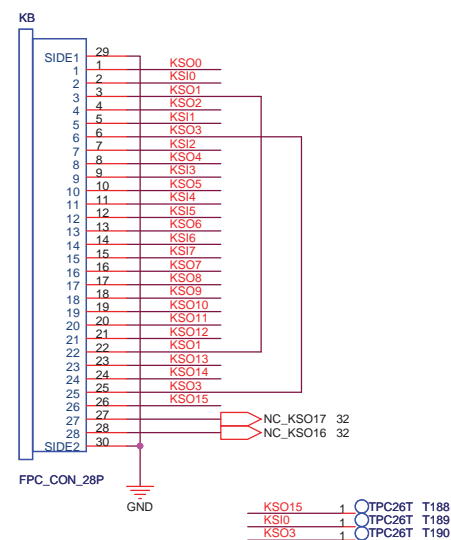 KB
SIDE1 29
1 1 KSO0
2 2 KSI0
3 3 KSO1
4 4 KSO2
5 5 KSI1
6 6 KSO3
7 7 KSI2
8 8 KSO4
9 9 KSI3
10 10 KSO5
11 11 KSI4
12 12 KSI5
13 13 KSO6
14 14 KSI6
15 15 KSI7
16 16 KSO7
17 17 KSO8
18 18 KSO9
19 19 KSO10
20 20 KSO11
21 21 KSO12
22 22 KSO1
23 23 KSO13
24 24 KSO14
25 25 KSO3
26 26 KSO15
27 27 NC_KSO17 32
28 28 NC_KSO16 32
SIDE2 30
FPC_CON_28P
GND
KSO15 1 TPC26T T188
KSI0 1 TPC26T T189
KSO3 1 TPC26T T190